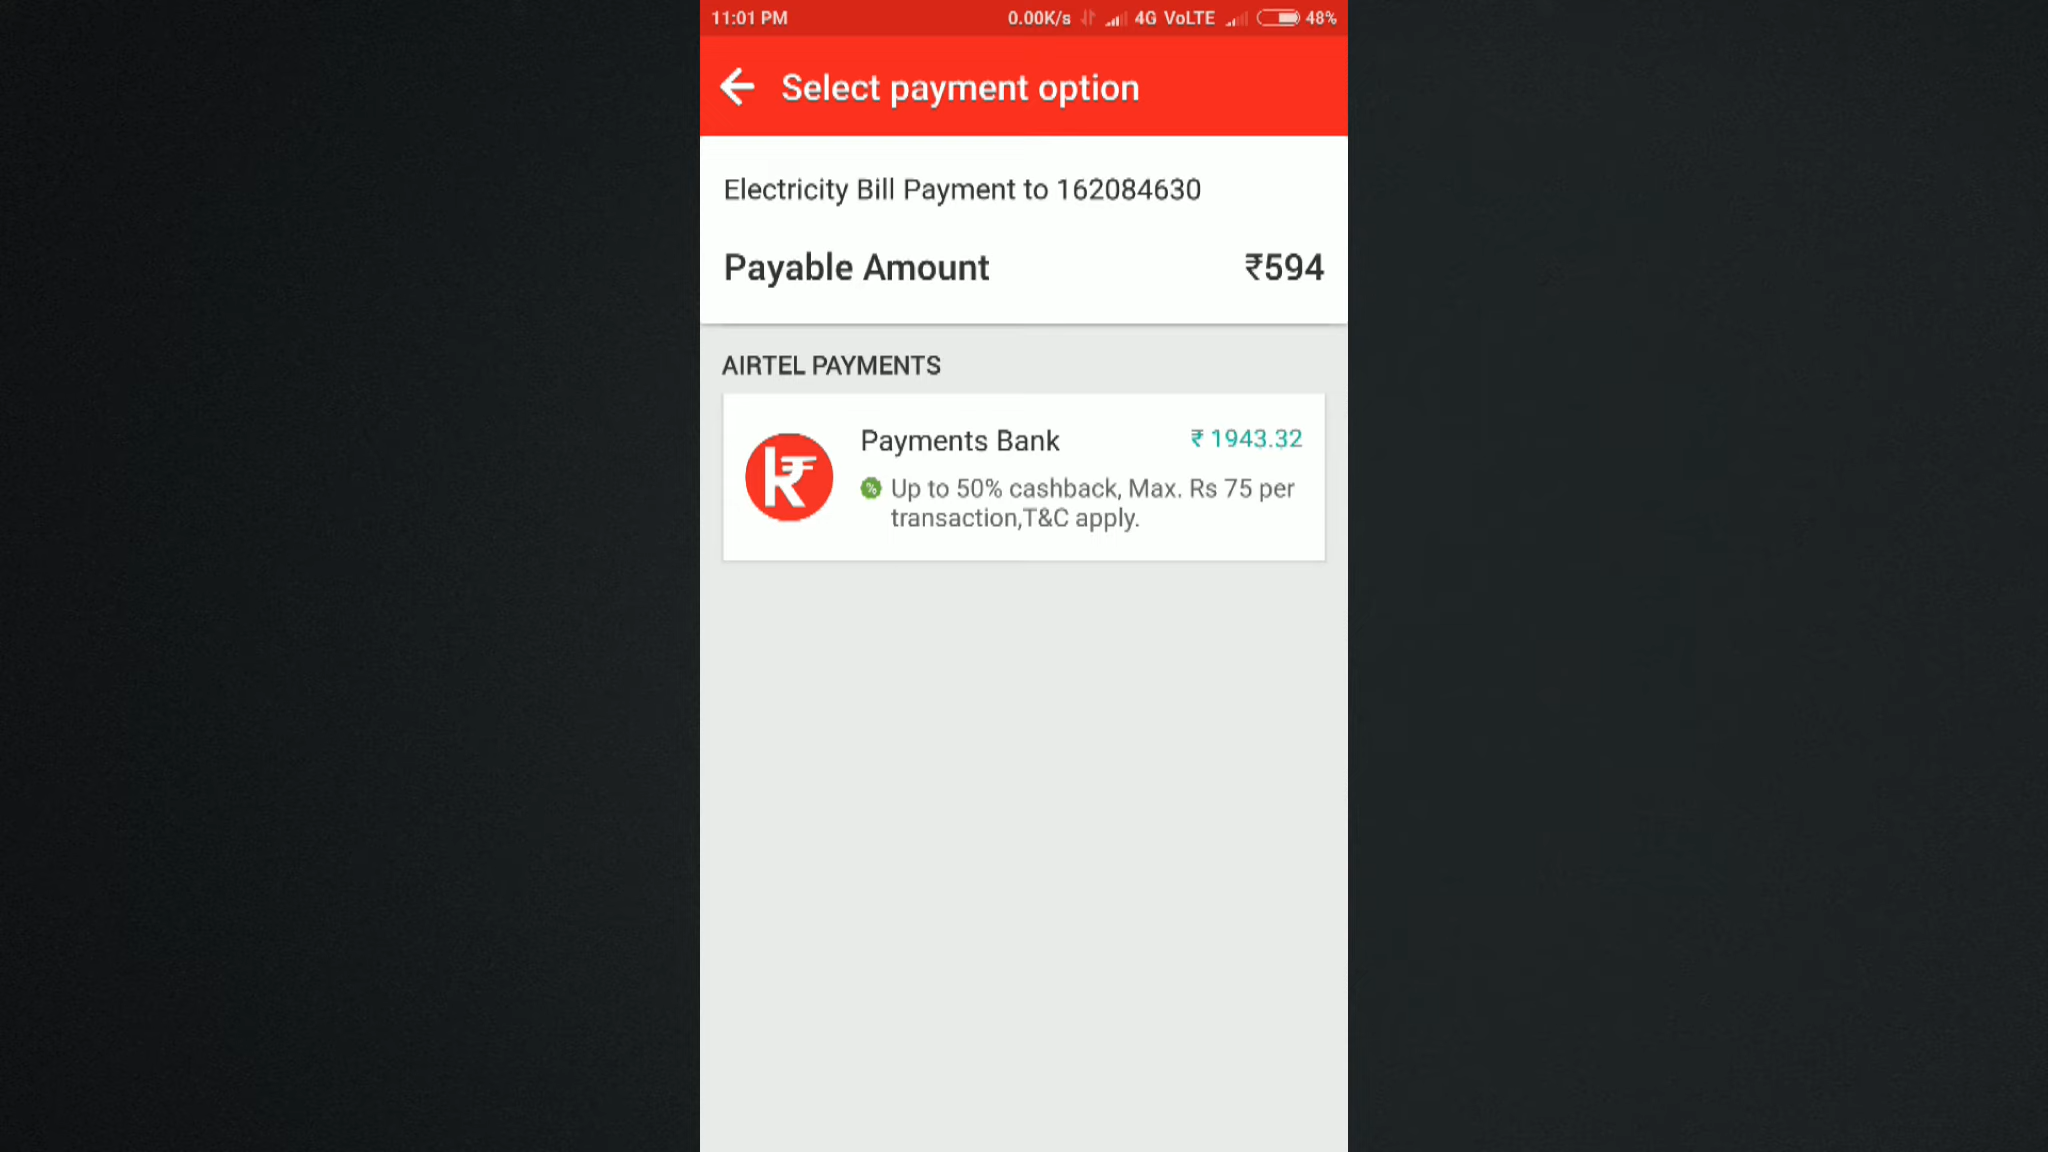 11:01 PM 0.00K/s 4G VoLTE 48%
Select payment option
Electricity Bill Payment to 162084630
Payable Amount ₹594
AIRTEL PAYMENTS
Payments Bank ₹ 1943.32
Up to 50% cashback, Max. Rs 75 per
transaction,T&C apply.